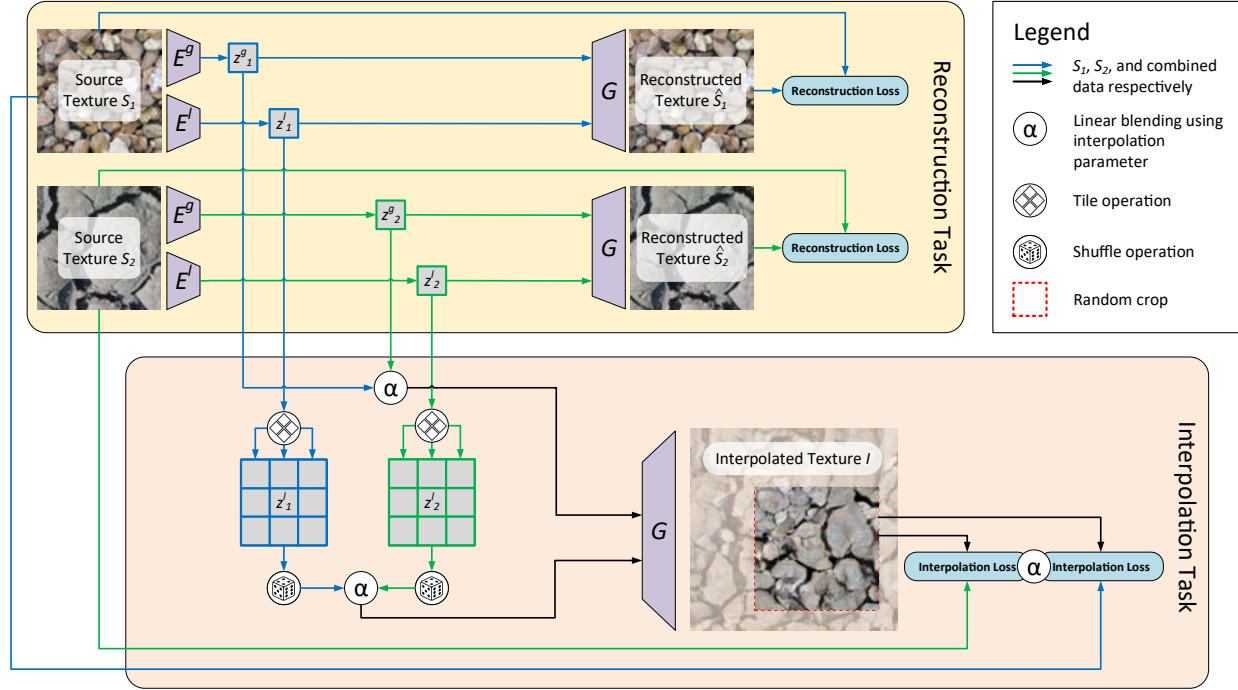 Source
Texture S₁
E^g
E^l
z^g_1
z^l_1
G
Reconstructed
Texture Ŝ₁
Reconstruction Loss
Source
Texture S₂
E^g
E^l
z^g_2
z^l_2
G
Reconstructed
Texture Ŝ₂
Reconstruction Loss
Reconstruction Task
Legend
S₁, S₂, and combined
data respectively
α
Linear blending using
interpolation
parameter
Tile operation
Shuffle operation
Random crop
α
z^l_1
z^l_2
α
G
Interpolated Texture I
Interpolation Loss
α
Interpolation Loss
Interpolation Task